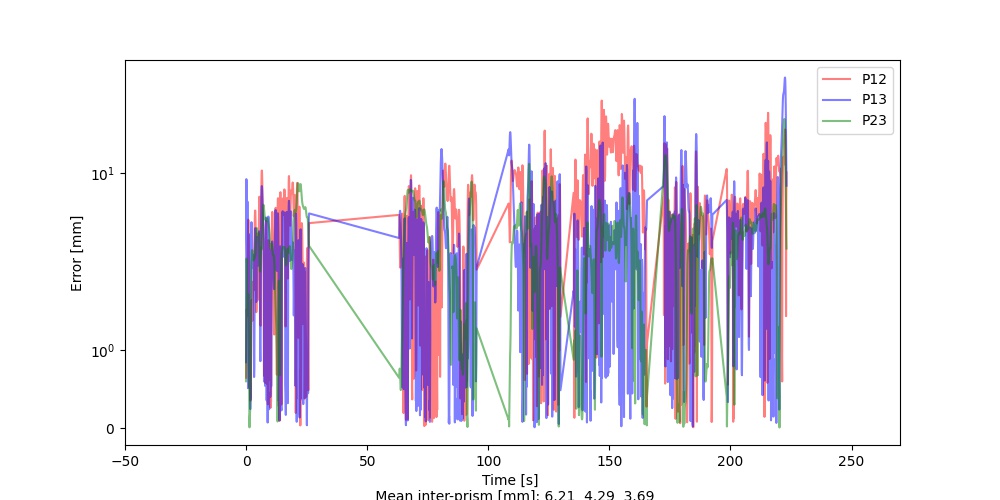 P12
P13
P23
10¹
10⁰
0
Error [mm]
−50 0 50 100 150 200 250
Time [s]
Mean inter-prism [mm]: 6.21 4.29 3.69